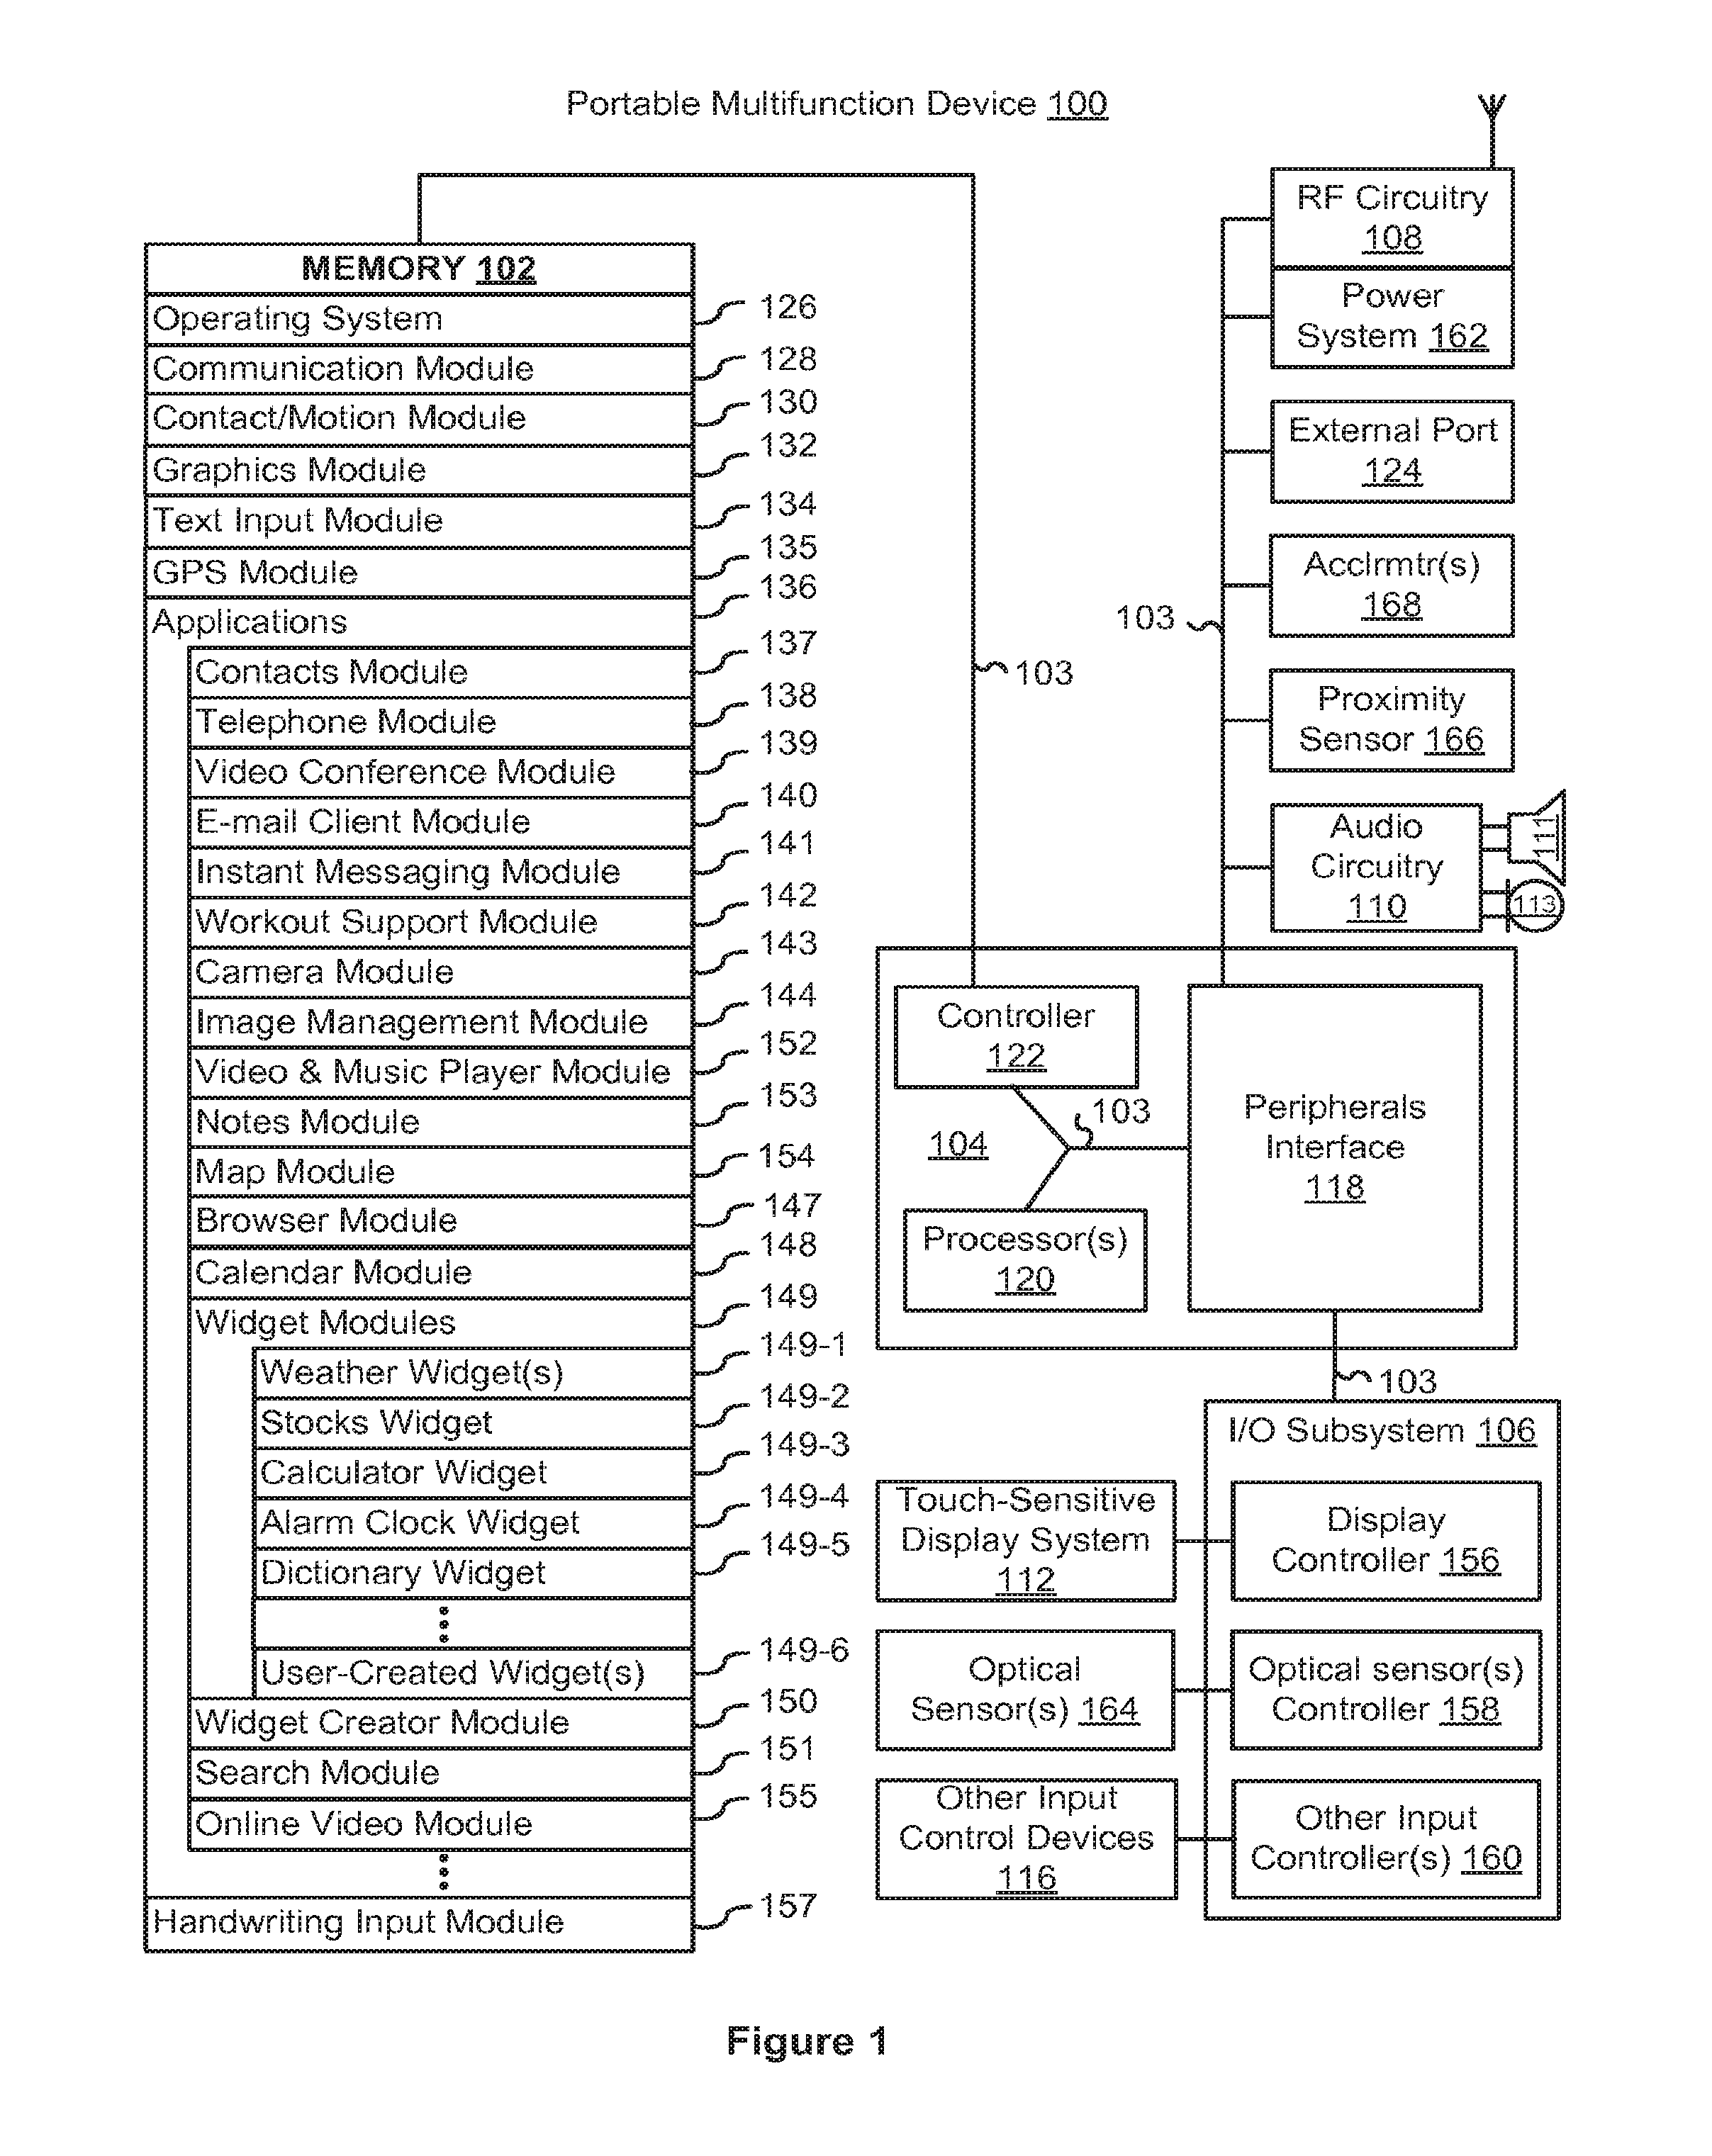 Portable Multifunction Device 100
MEMORY 102
Operating System
126
Communication Module
128
Contact/Motion Module
130
Graphics Module
132
Text Input Module
134
GPS Module
135
Applications
136
Contacts Module
137
Telephone Module
138
Video Conference Module
139
E-mail Client Module
140
Instant Messaging Module
141
Workout Support Module
142
Camera Module
143
Image Management Module
144
Video & Music Player Module
152
Notes Module
153
Map Module
154
Browser Module
147
Calendar Module
148
Widget Modules
149
Weather Widget(s)
149-1
Stocks Widget
149-2
Calculator Widget
149-3
Alarm Clock Widget
149-4
Dictionary Widget
149-5
User-Created Widget(s)
149-6
Widget Creator Module
150
Search Module
151
Online Video Module
155
Handwriting Input Module
157
103
RF Circuitry
108
Power
System 162
External Port
124
Acclrmtr(s)
168
103
Proximity
Sensor 166
Audio
Circuitry
110
111
113
Controller
122
103
104
Processor(s)
120
Peripherals
Interface
118
103
I/O Subsystem 106
Touch-Sensitive
Display System
112
Display
Controller 156
Optical
Sensor(s) 164
Optical sensor(s)
Controller 158
Other Input
Control Devices
116
Other Input
Controller(s) 160
Figure 1